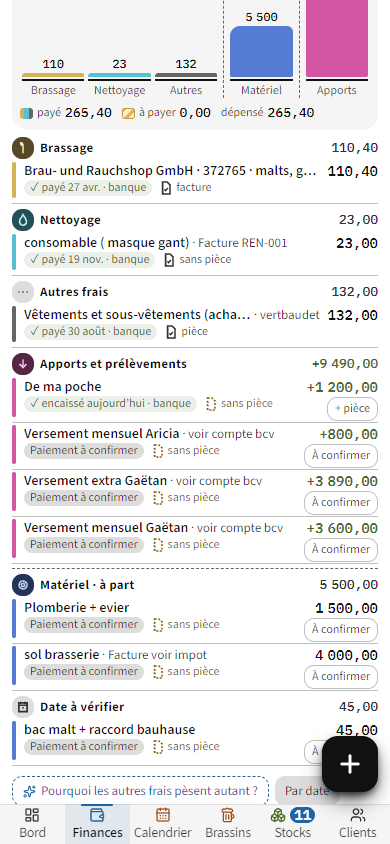 5 500
110
23
132
Brassage
Nettoyage
Autres
Matériel
Apports
payé 265,40
à payer 0,00
dépensé 265,40
Brassage
110,40
Brau- und Rauchshop GmbH · 372765 · malts, g…
110,40
✓ payé 27 avr. · banque
facture
Nettoyage
23,00
consomable ( masque gant) · Facture REN-001
23,00
✓ payé 19 nov. · banque
sans pièce
Autres frais
132,00
Vêtements et sous-vêtements (acha… · vertbaudet
132,00
✓ payé 30 août · banque
pièce
Apports et prélèvements
+9 490,00
De ma poche
+1 200,00
✓ encaissé aujourd'hui · banque
sans pièce
+ pièce
Versement mensuel Aricia · voir compte bcv
+800,00
Paiement à confirmer
sans pièce
À confirmer
Versement extra Gaëtan · voir compte bcv
+3 890,00
Paiement à confirmer
sans pièce
À confirmer
Versement mensuel Gaëtan · voir compte bcv
+3 600,00
Paiement à confirmer
sans pièce
À confirmer
Matériel · à part
5 500,00
Plomberie + evier
1 500,00
Paiement à confirmer
sans pièce
À confirmer
sol brasserie · Facture voir impot
4 000,00
Paiement à confirmer
sans pièce
À confirmer
Date à vérifier
45,00
bac malt + raccord bauhause
45,00
Paiement à confirmer
sans pièce
Pourquoi les autres frais pèsent autant ?
Par date
Bord
Finances
Calendrier
Brassins
Stocks
11
Clients